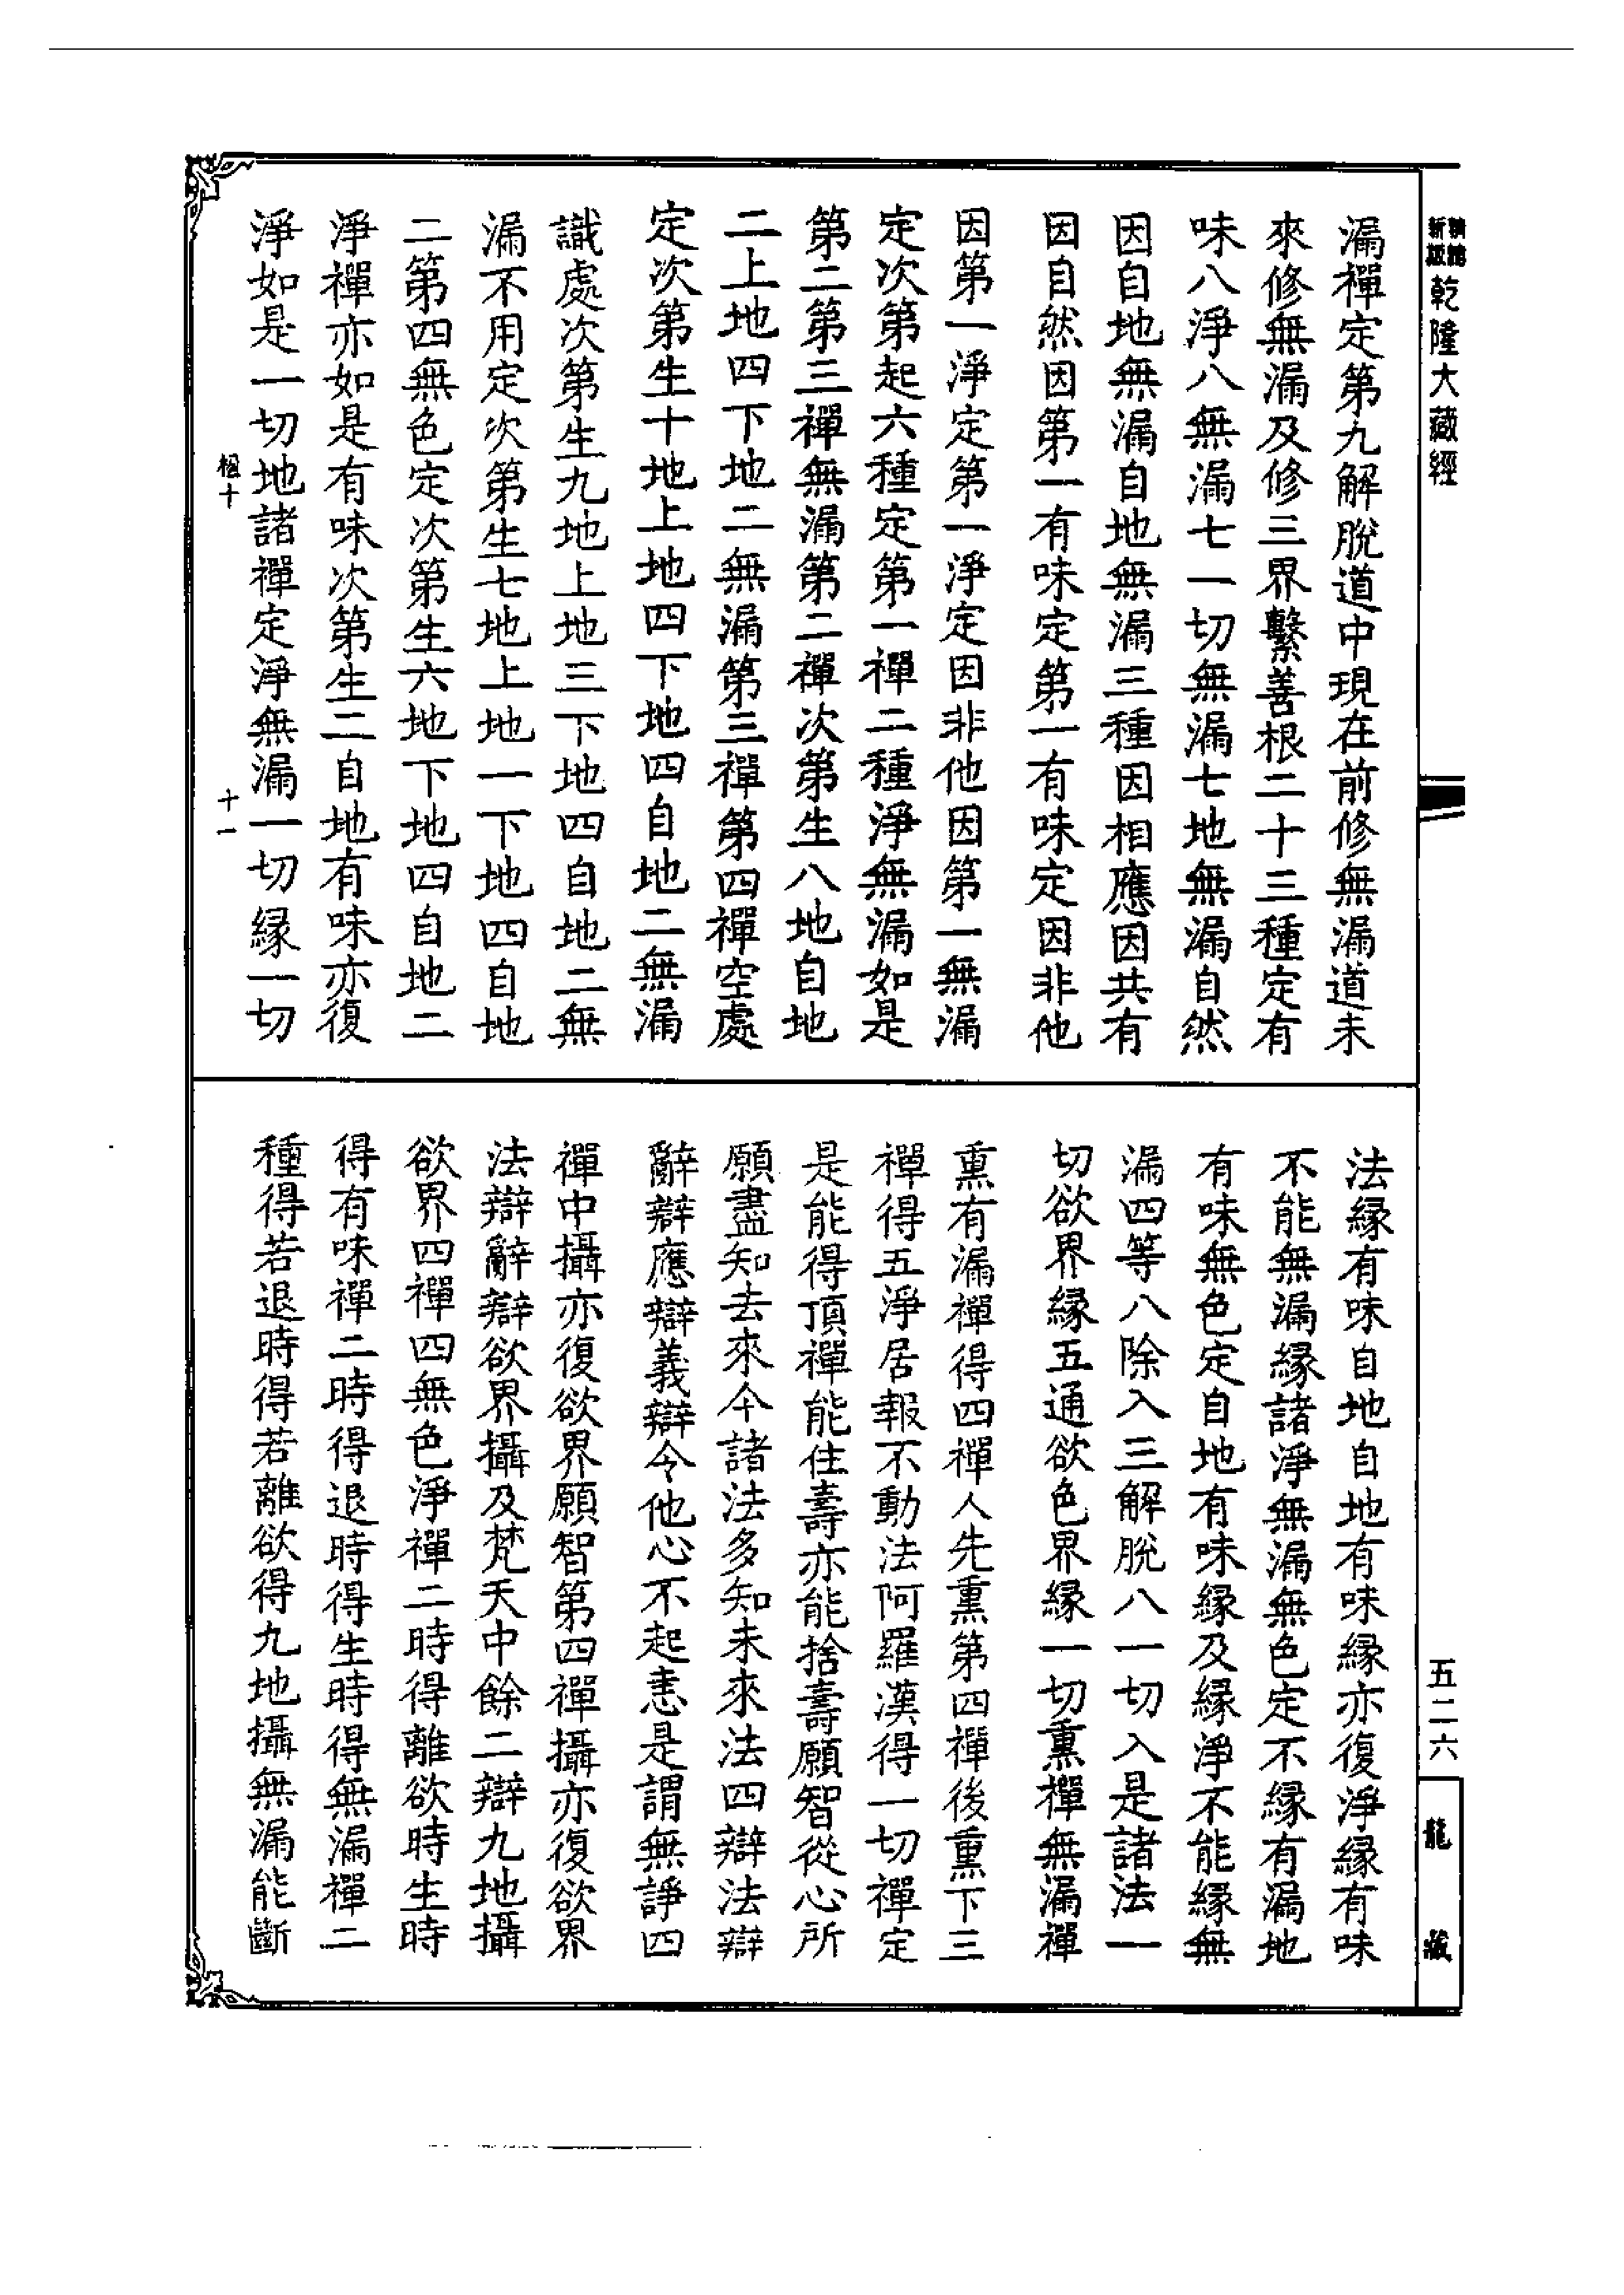 乾隆大藏經
漏禪定第九解脫道中現在前修無漏道未
來修無漏及修三界繫善根二十三種定有
味八淨八無漏七一切無漏七地無漏自然
因自地無漏自地無漏三種因相應因共有
因自然因第一有味定第一有味定因非他
因第一淨定第一淨定因非他因第一無漏
定次第起六種定第一禪二種淨無漏如是
第二第三禪無漏第二禪次第生八地自地
二上地四下地二無漏第三禪第四禪空處
定次第生十地上地四下地四自地二無漏
識處次第生九地上地三下地四自地二無
漏不用定次第生七地上地一下地四自地
二第四無色定次第生六地下地四自地二
淨禪亦如是有味次第生二自地有味亦復
淨如是一切地諸禪定淨無漏一切緣一切
十一
法緣有味自地自地有味緣亦復淨緣有味
不能無漏緣諸淨無漏無色定不緣有漏地
有味無色定自地有味緣及緣淨不能緣無
漏四等八除入三解脫八一切入是諸法一
切欲界緣五通欲色界緣一切熏禪無漏禪
熏有漏禪得四禪人先熏第四禪後熏下三
禪得五淨居報不動法阿羅漢得一切禪定
是能得頂禪能住壽亦能捨壽願智從心所
願盡知去來今諸法多知未來法四辯法辯
辭辯應辯義辯令他心不起恚是謂無諍四
禪中攝亦復欲界願智第四禪攝亦復欲界
法辯辭辯欲界攝及梵天中餘二辯九地攝
欲界四禪四無色淨禪二時得離欲時生時
得有味禪二時得退時得生時得無漏禪二
種得若退時得若離欲得九地攝無漏能斷
五二六
龍藏